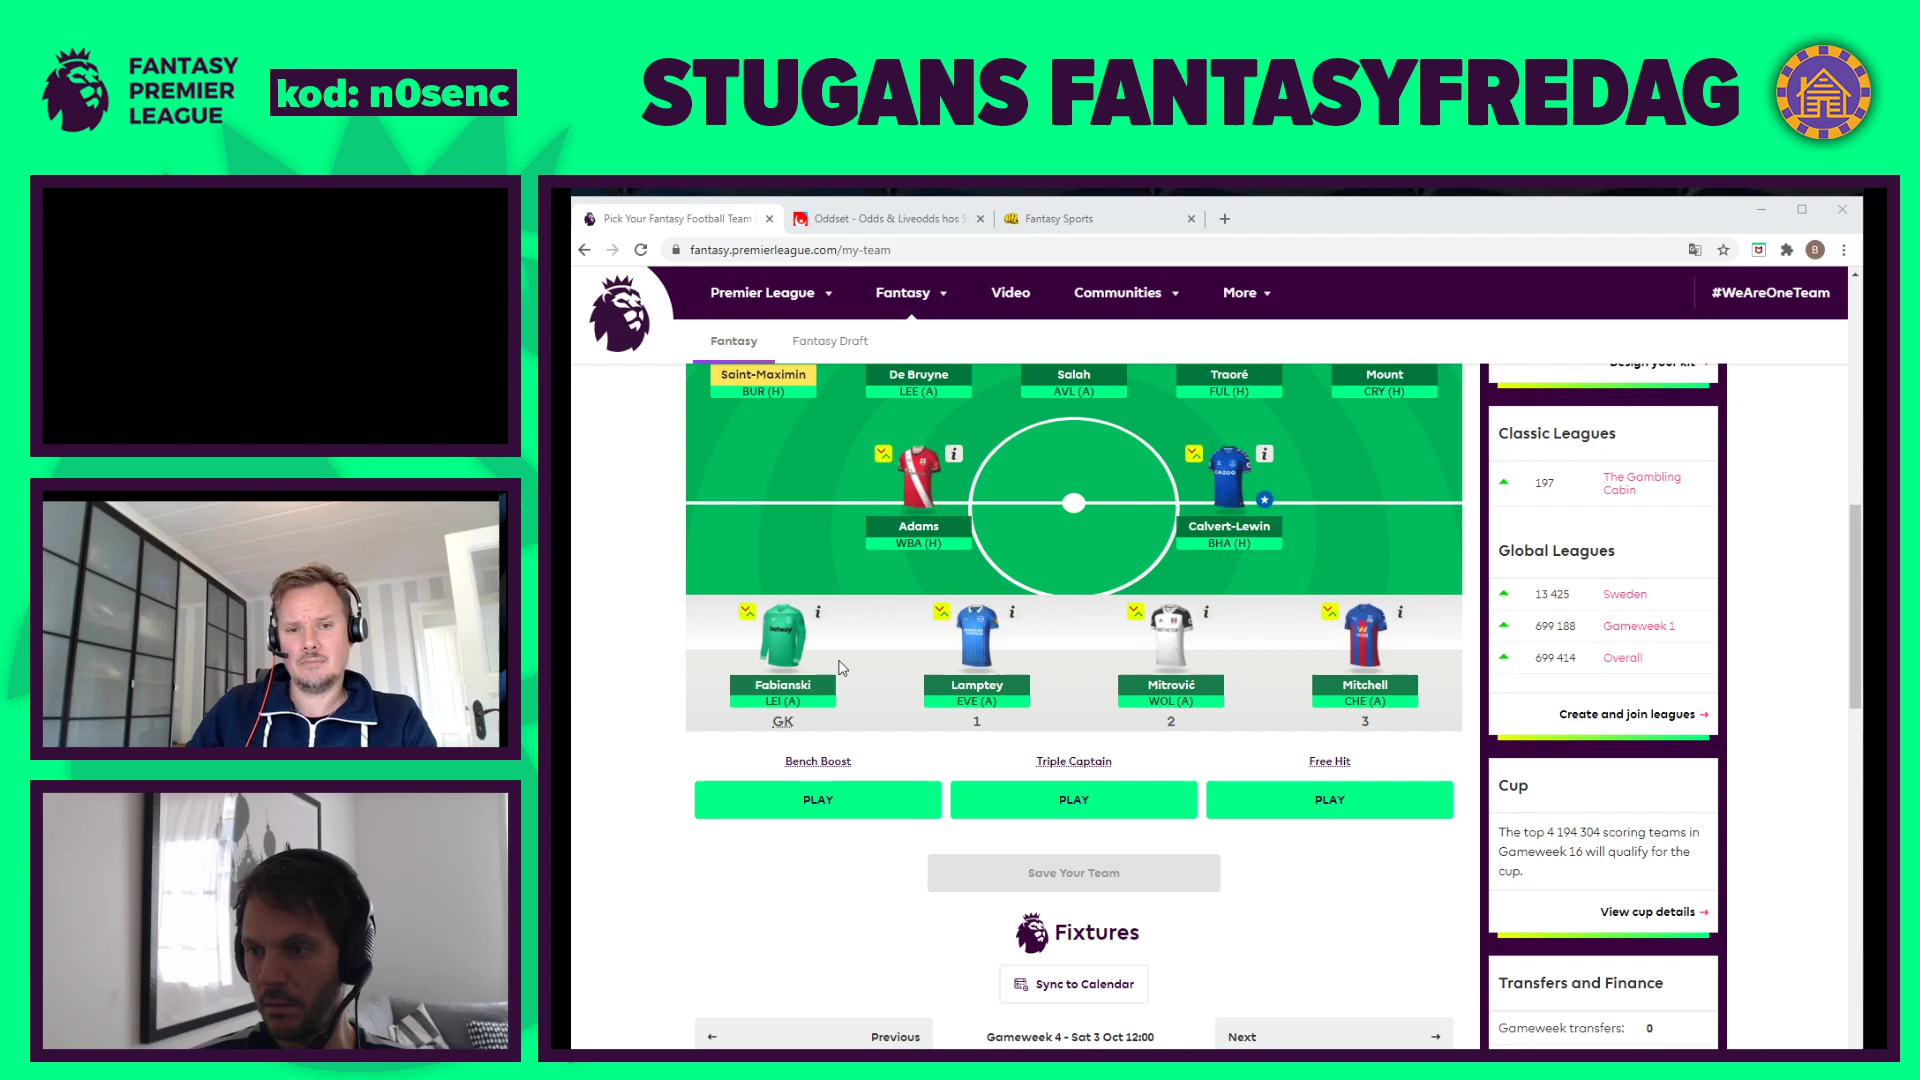 FANTASY
PREMIER
LEAGUE
kod: n0senc
STUGANS FANTASYFREDAG
Pick Your Fantasy Football Team
Oddset - Odds & Liveodds hos S
Fantasy Sports
fantasy.premierleague.com/my-team
B
Premier League
Fantasy
Video
Communities
More
#WeAreOneTeam
Fantasy
Fantasy Draft
Saint-Maximin
BUR (H)
De Bruyne
LEE (A)
Salah
AVL (A)
Traoré
FUL (H)
Mount
CRY (H)
CAZOO
Adams
WBA (H)
Calvert-Lewin
BHA (H)
betway
Fabianski
LEI (A)
GK
Lamptey
EVE (A)
1
Mitrović
WOL (A)
2
Mitchell
CHE (A)
3
Bench Boost
PLAY
Triple Captain
PLAY
Free Hit
PLAY
Save Your Team
Fixtures
Sync to Calendar
Previous
Gameweek 4 - Sat 3 Oct 12:00
Next
Design your kit
Classic Leagues
197 The Gambling
Cabin
Global Leagues
13 425 Sweden
699 188 Gameweek 1
699 414 Overall
Create and join leagues
Cup
The top 4 194 304 scoring teams in
Gameweek 16 will qualify for the
cup.
View cup details
Transfers and Finance
Gameweek transfers: 0